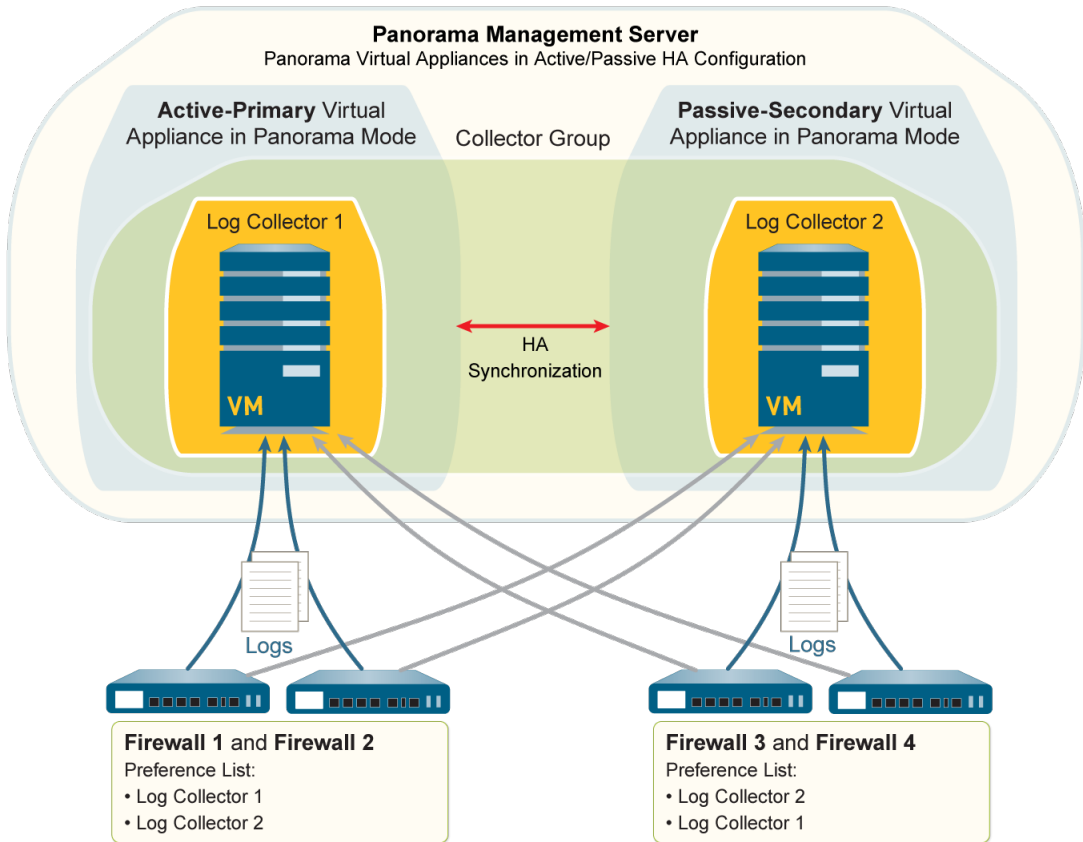 Panorama Management Server
Panorama Virtual Appliances in Active/Passive HA Configuration
Active-Primary Virtual
Appliance in Panorama Mode
Collector Group
Passive-Secondary Virtual
Appliance in Panorama Mode
Log Collector 1
Log Collector 2
HA
Synchronization
VM
VM
Logs
Logs
Firewall 1 and Firewall 2
Preference List:
• Log Collector 1
• Log Collector 2
Firewall 3 and Firewall 4
Preference List:
• Log Collector 2
• Log Collector 1